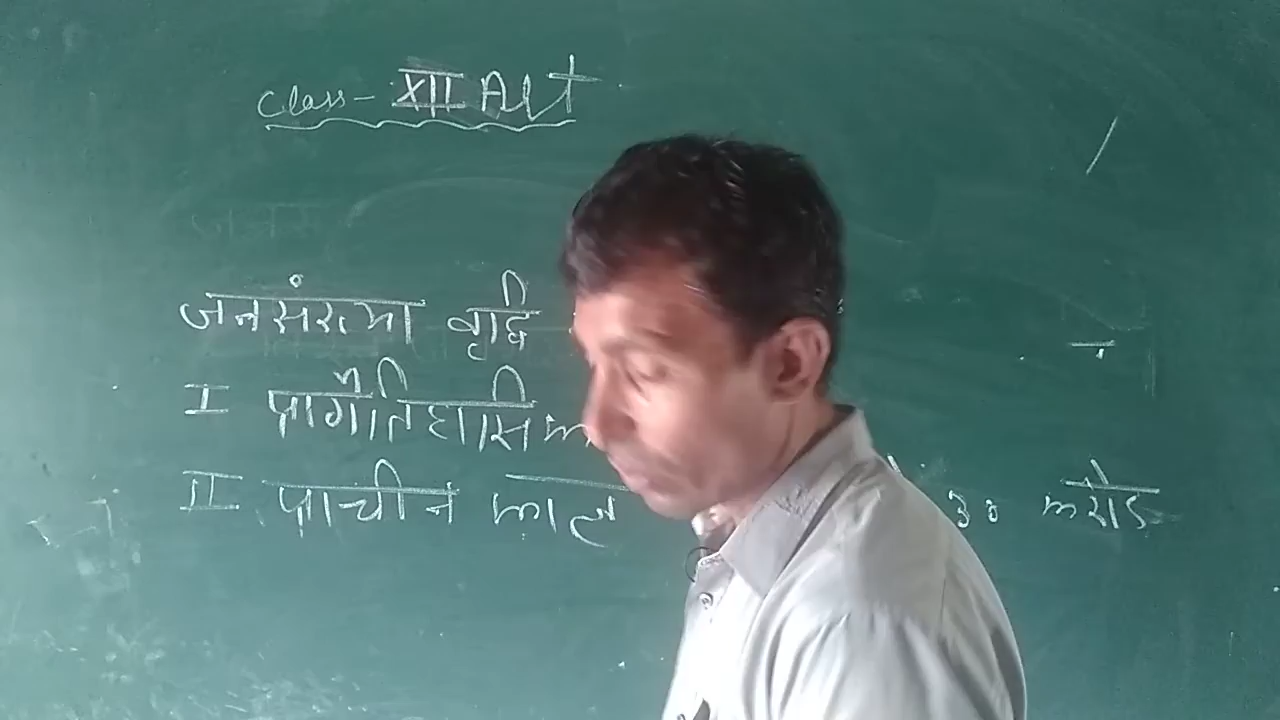 Class- XII Art
जनसंख्या वृद्धि
I प्रागैतिहासिक
II प्राचीन काल 30 करोड